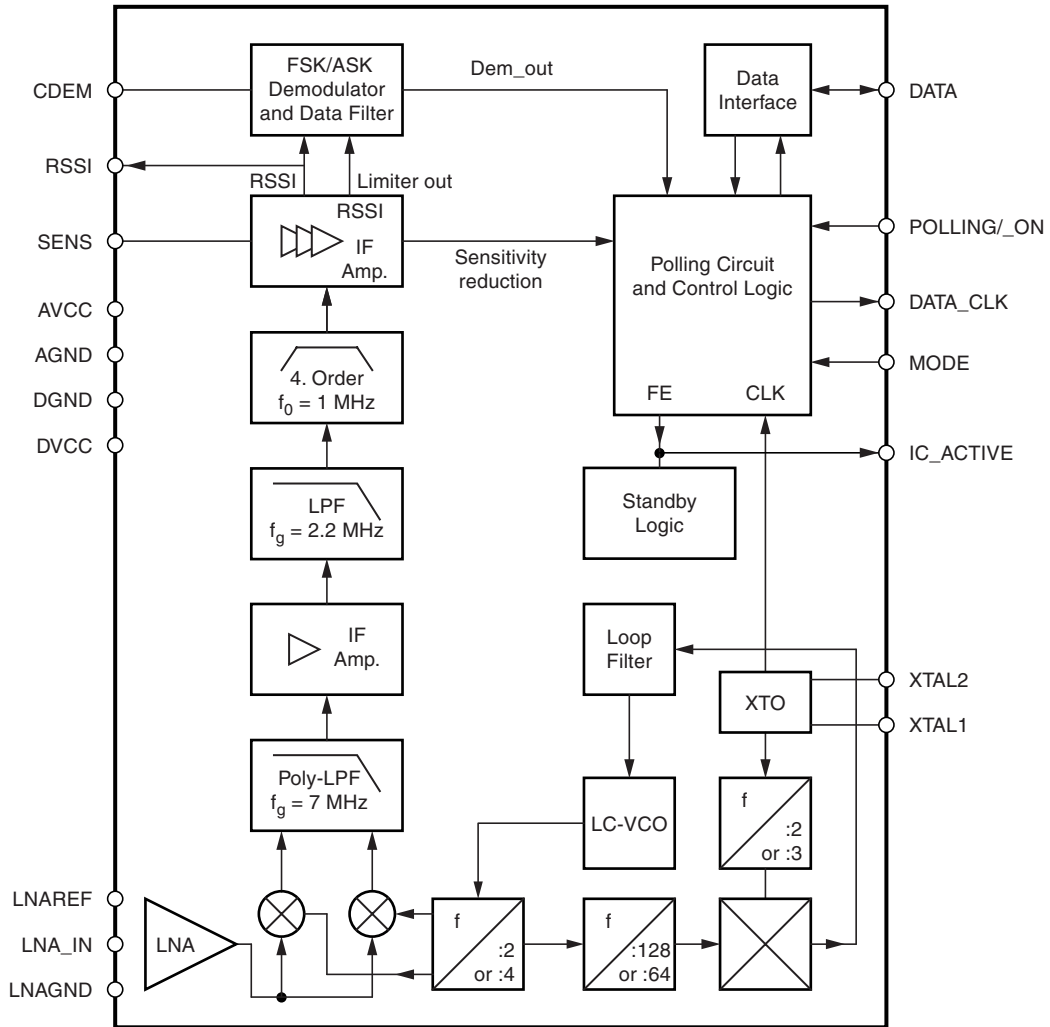 CDEM
FSK/ASK
Demodulator
and Data Filter
Dem_out
Data
Interface
DATA
RSSI
RSSI
Limiter out
SENS
RSSI
IF
Amp.
Sensitivity
reduction
Polling Circuit
and Control Logic
FE
CLK
POLLING/_ON
DATA_CLK
MODE
IC_ACTIVE
AVCC
AGND
DGND
DVCC
4. Order
f0 = 1 MHz
LPF
fg = 2.2 MHz
Standby
Logic
IF
Amp.
Loop
Filter
XTO
XTAL2
XTAL1
Poly-LPF
fg = 7 MHz
LC-VCO
f
:2
or :3
LNAREF
LNA_IN
LNAGND
LNA
f
:2
or :4
f
:128
or :64